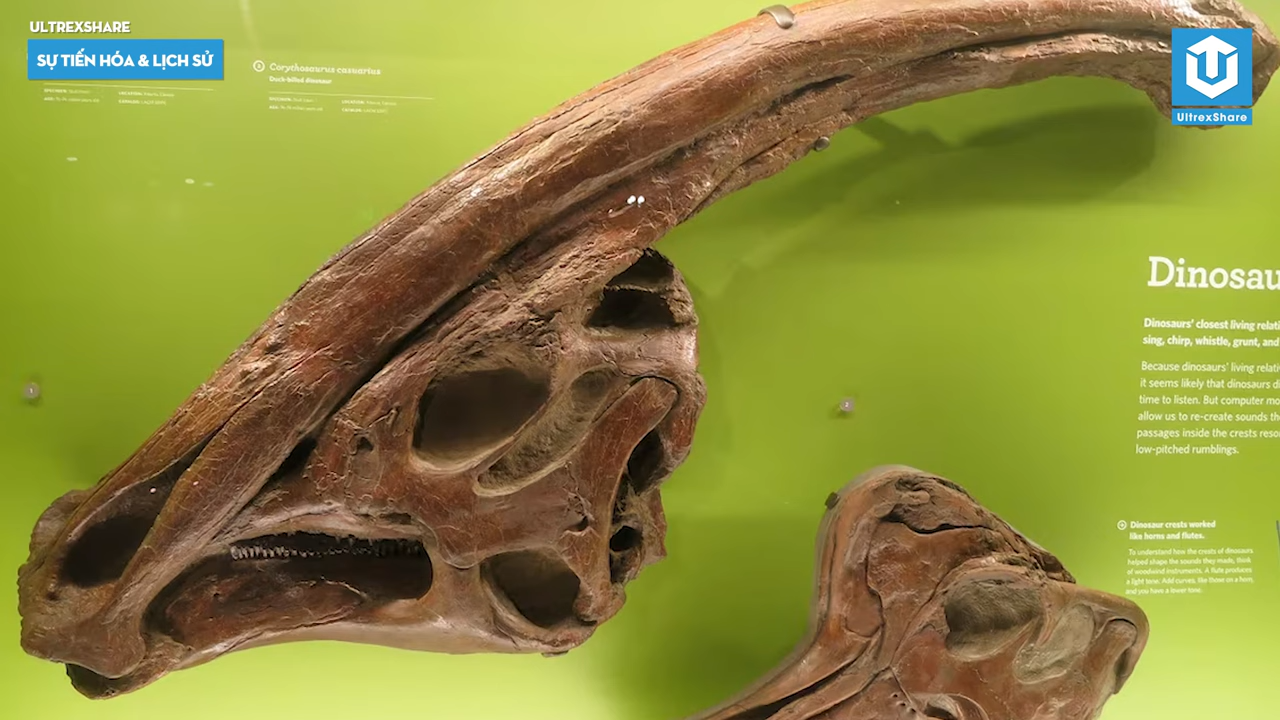 ULTREXSHARE
SỰ TIẾN HÓA & LỊCH SỬ
Corythosaurus casuarius
Duck-billed dinosaur
UltrexShare
Dinosau
Dinosaurs' closest living relati
sing, chirp, whistle, grunt, and
Because dinosaurs' living relati
it seems likely that dinosaurs di
time to listen. But computer mo
allow us to re-create sounds th
passages inside the crests reso
low-pitched rumblings.
Dinosaur crests worked
like horns and flutes.
To understand how the crests of dinosaurs
helped shape the sounds they made, think
of woodwind instruments. A flute produces
a light tone. Add curves, like those on a horn,
and you have a lower tone.